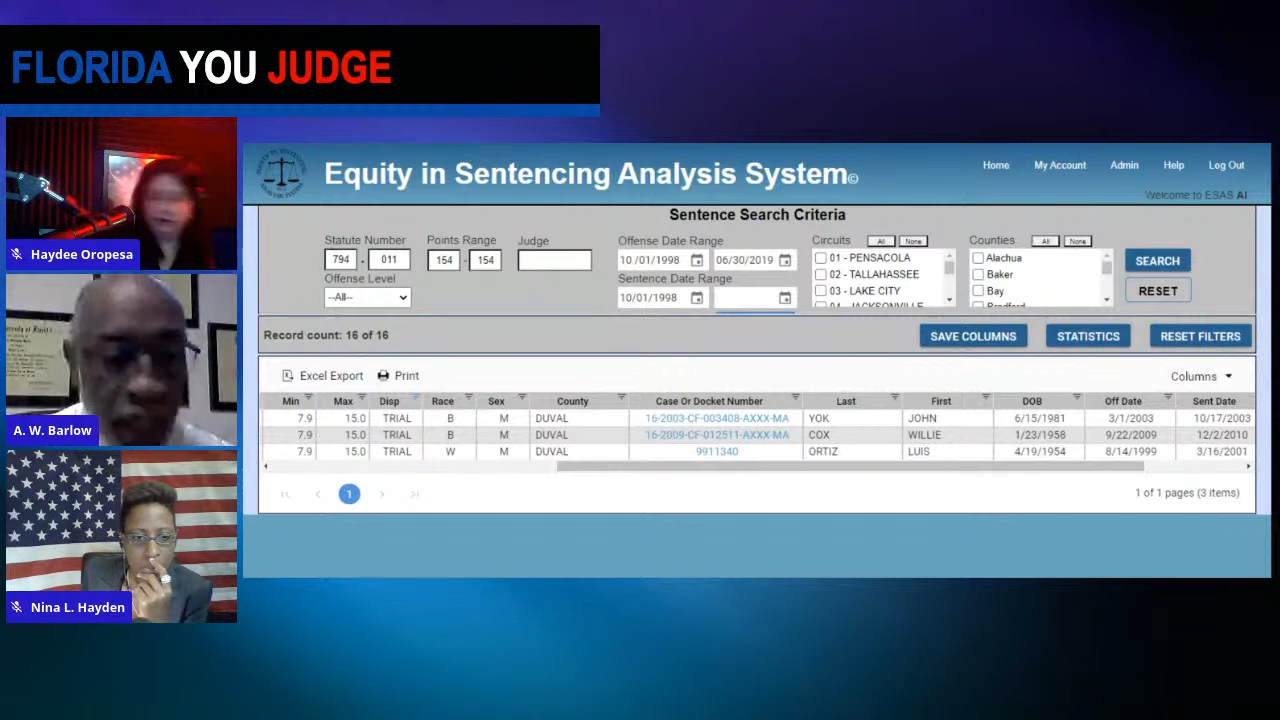 FLORIDA YOU JUDGE
Haydee Oropesa
A. W. Barlow
Nina L. Hayden
Equity in Sentencing Analysis System©
Home My Account Admin Help Log Out
Welcome to ESAS AI
Sentence Search Criteria
Statute Number Points Range Judge Offense Date Range Circuits All None Counties All None
794 . 011 154 - 154 10/01/1998 06/30/2019 01 - PENSACOLA Alachua SEARCH
Offense Level Sentence Date Range 02 - TALLAHASSEE Baker
--All-- 10/01/1998 03 - LAKE CITY Bay RESET
04 - JACKSONVILLE Bradford
Record count: 16 of 16 SAVE COLUMNS STATISTICS RESET FILTERS
Excel Export Print Columns
Min Max Disp Race Sex County Case Or Docket Number Last First DOB Off Date Sent Date
7.9 15.0 TRIAL B M DUVAL 16-2003-CF-003408-AXXX-MA YOK JOHN 6/15/1981 3/1/2003 10/17/2003
7.9 15.0 TRIAL B M DUVAL 16-2009-CF-012511-AXXX-MA COX WILLIE 1/23/1958 9/22/2009 12/2/2010
7.9 15.0 TRIAL W M DUVAL 9911340 ORTIZ LUIS 4/19/1954 8/14/1999 3/16/2001
1 1 of 1 pages (3 items)